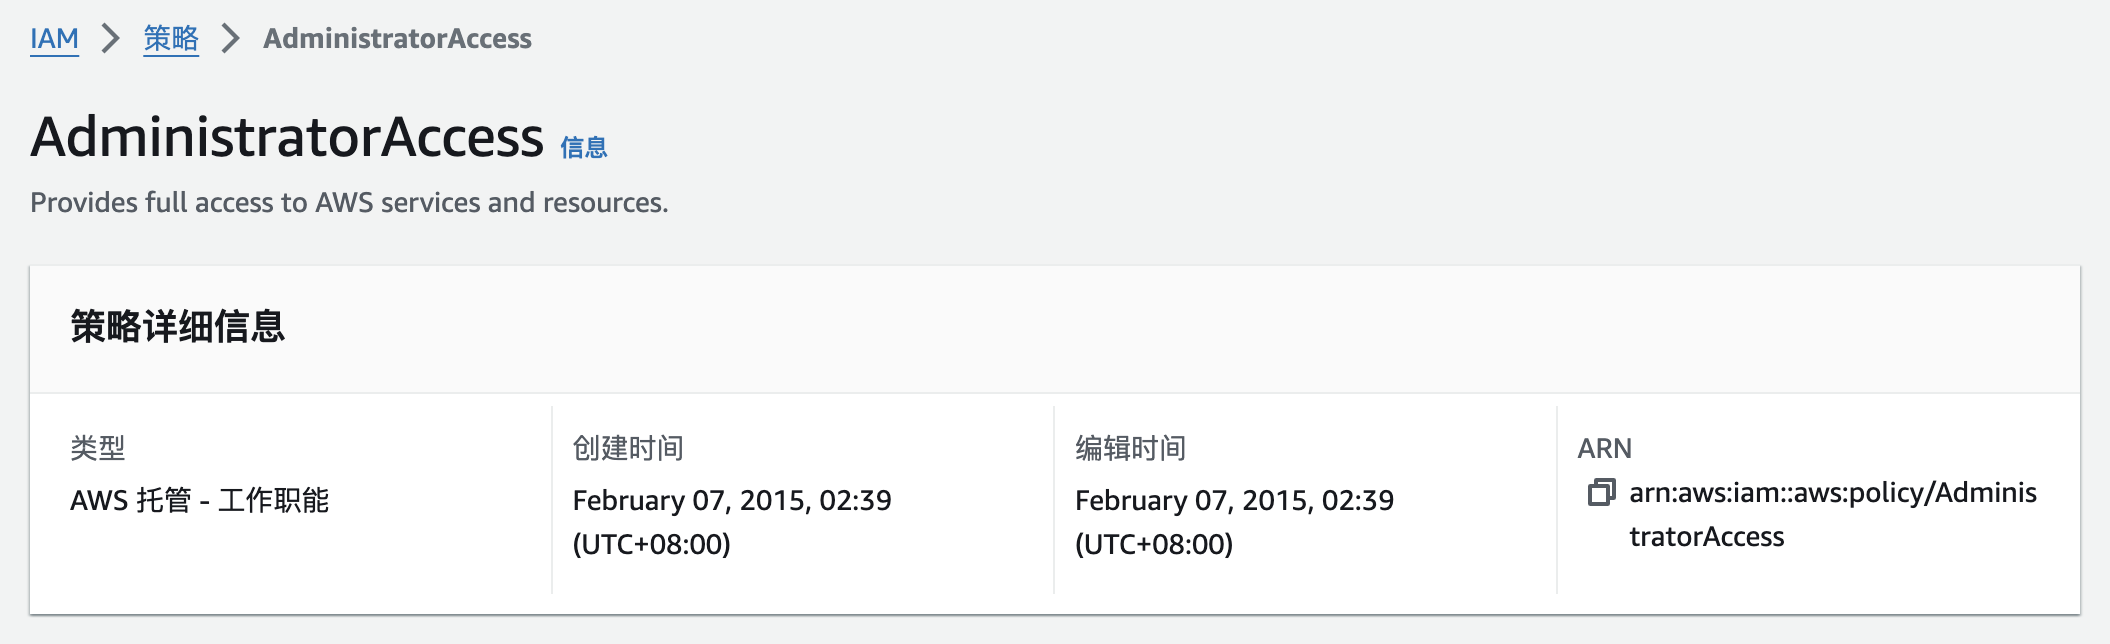 IAM > 策略 > AdministratorAccess
AdministratorAccess 信息
Provides full access to AWS services and resources.
策略详细信息
类型
AWS 托管 - 工作职能
创建时间
February 07, 2015, 02:39
(UTC+08:00)
编辑时间
February 07, 2015, 02:39
(UTC+08:00)
ARN
arn:aws:iam::aws:policy/Adminis
tratorAccess